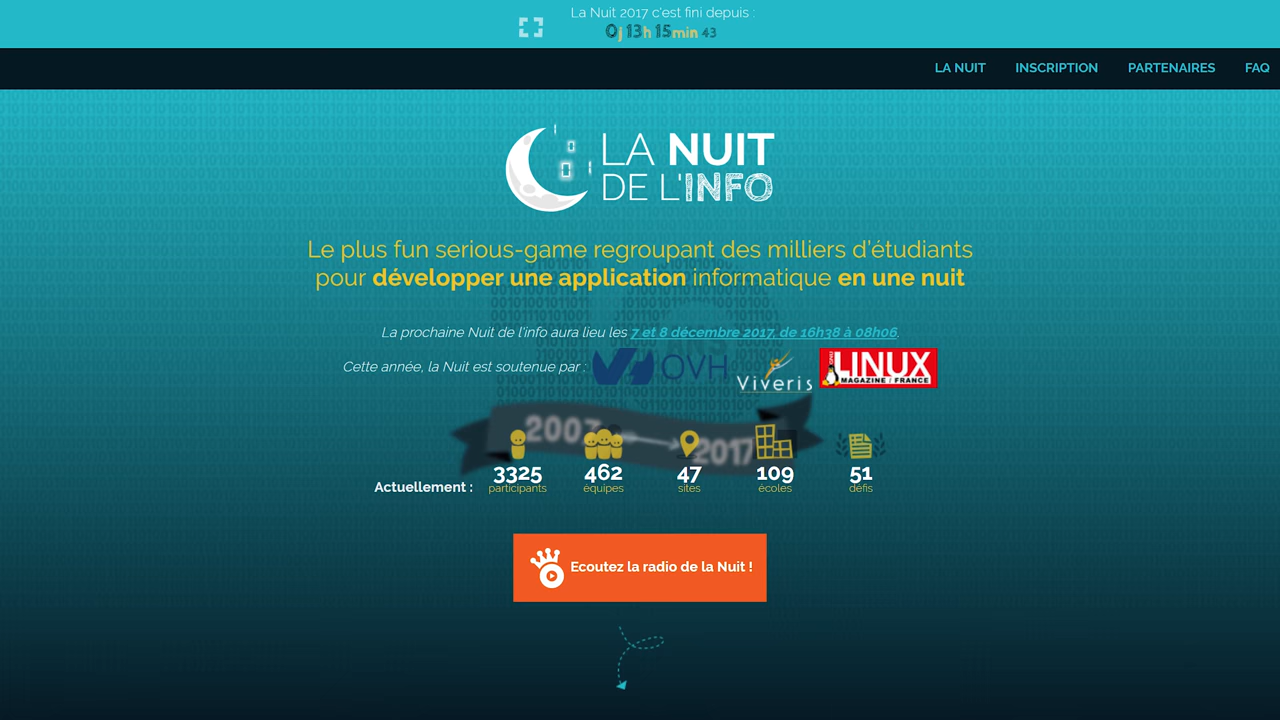 La Nuit 2017 c'est fini depuis :
0j 13h 15min 43
LA NUIT INSCRIPTION PARTENAIRES FAQ
LA NUIT
DE L'INFO
Le plus fun serious-game regroupant des milliers d'étudiants
pour développer une application informatique en une nuit
La prochaine Nuit de l'info aura lieu les 7 et 8 décembre 2017, de 16h38 à 08h06.
Cette année, la Nuit est soutenue par : OVH Viveris GNU LINUX
MAGAZINE / FRANCE
2007 2017
Actuellement : 3325 462 47 109 51
participants équipes sites écoles défis
Ecoutez la radio de la Nuit !